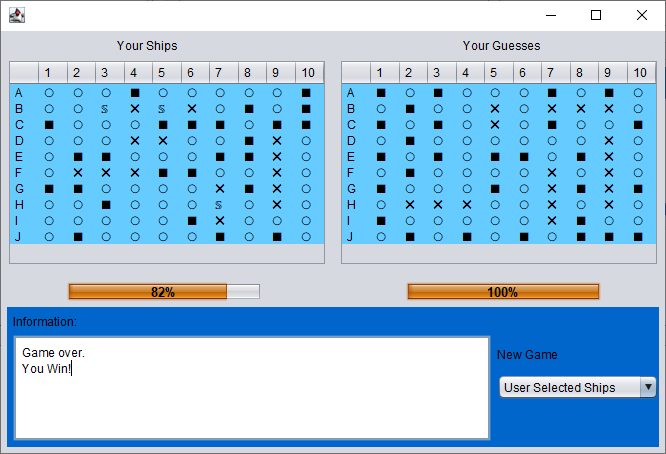 Your Ships
1 2 3 4 5 6 7 8 9 10
A ○ ○ ○ ■ ○ ○ ○ ○ ○ ■
B ○ ○ S ✕ S ✕ ○ ■ ○ ■
C ■ ○ ○ ○ ■ ■ ■ ○ ■ ■
D ○ ○ ○ ✕ ✕ ○ ○ ■ ✕ ○
E ○ ■ ■ ○ ○ ○ ■ ■ ✕ ○
F ○ ✕ ✕ ✕ ■ ■ ○ ○ ✕ ○
G ■ ■ ○ ○ ○ ○ ✕ ■ ✕ ○
H ○ ○ ■ ○ ○ ○ S ○ ✕ ○
I ○ ○ ○ ○ ○ ■ ✕ ○ ○ ○
J ○ ■ ○ ○ ○ ○ ■ ○ ■ ○
82%
Your Guesses
1 2 3 4 5 6 7 8 9 10
A ■ ○ ■ ○ ○ ○ ■ ○ ■ ○
B ○ ■ ○ ○ ✕ ○ ✕ ✕ ✕ ○
C ■ ○ ■ ○ ✕ ○ ■ ○ ■ ○
D ○ ■ ○ ○ ○ ○ ○ ○ ✕ ○
E ■ ○ ■ ○ ■ ■ ○ ■ ✕ ○
F ○ ■ ○ ○ ○ ○ ✕ ○ ✕ ○
G ■ ○ ○ ○ ■ ○ ✕ ■ ✕ ■
H ○ ✕ ✕ ✕ ○ ○ ✕ ○ ✕ ○
I ■ ○ ○ ○ ○ ○ ✕ ■ ○ ○
J ○ ■ ○ ■ ○ ■ ○ ■ ■ ■
100%
Information:
Game over.
You Win!
New Game
User Selected Ships